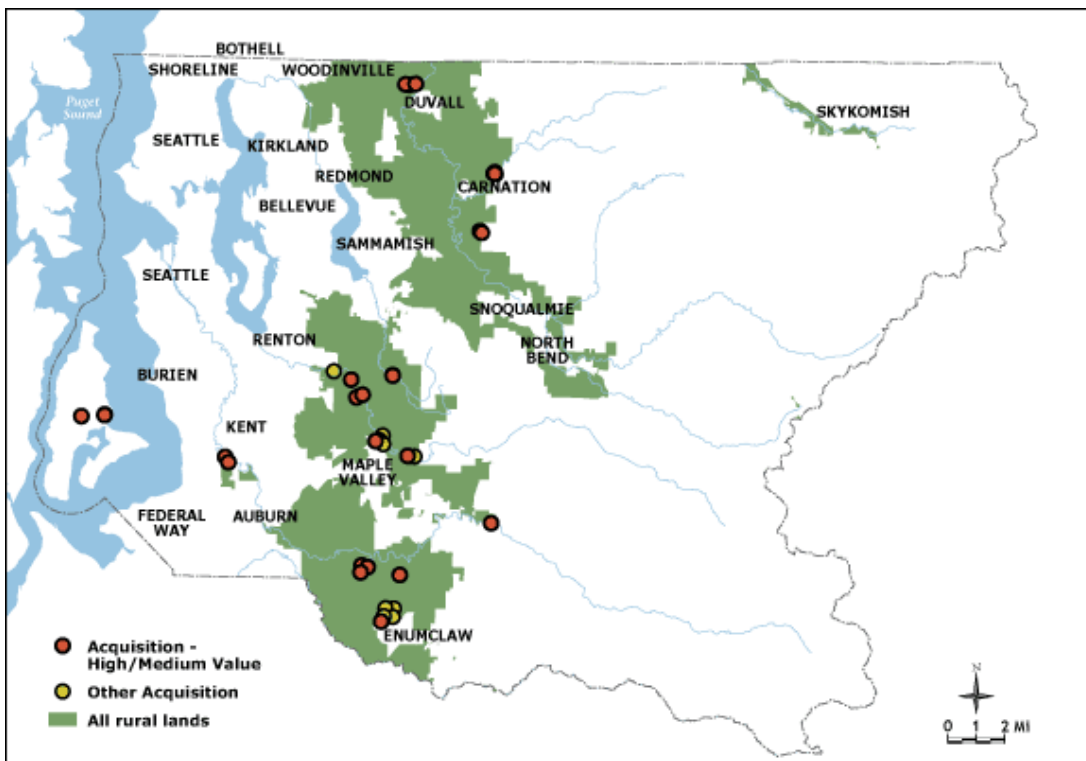 BOTHELL
SHORELINE
WOODINVILLE
Puget
Sound
DUVALL
SKYKOMISH
SEATTLE
KIRKLAND
REDMOND
CARNATION
BELLEVUE
SAMMAMISH
SEATTLE
SNOQUALMIE
RENTON
NORTH
BEND
BURIEN
KENT
MAPLE
VALLEY
FEDERAL
WAY
AUBURN
ENUMCLAW
Acquisition -
High/Medium Value
Other Acquisition
All rural lands
N
0 1 2 MI